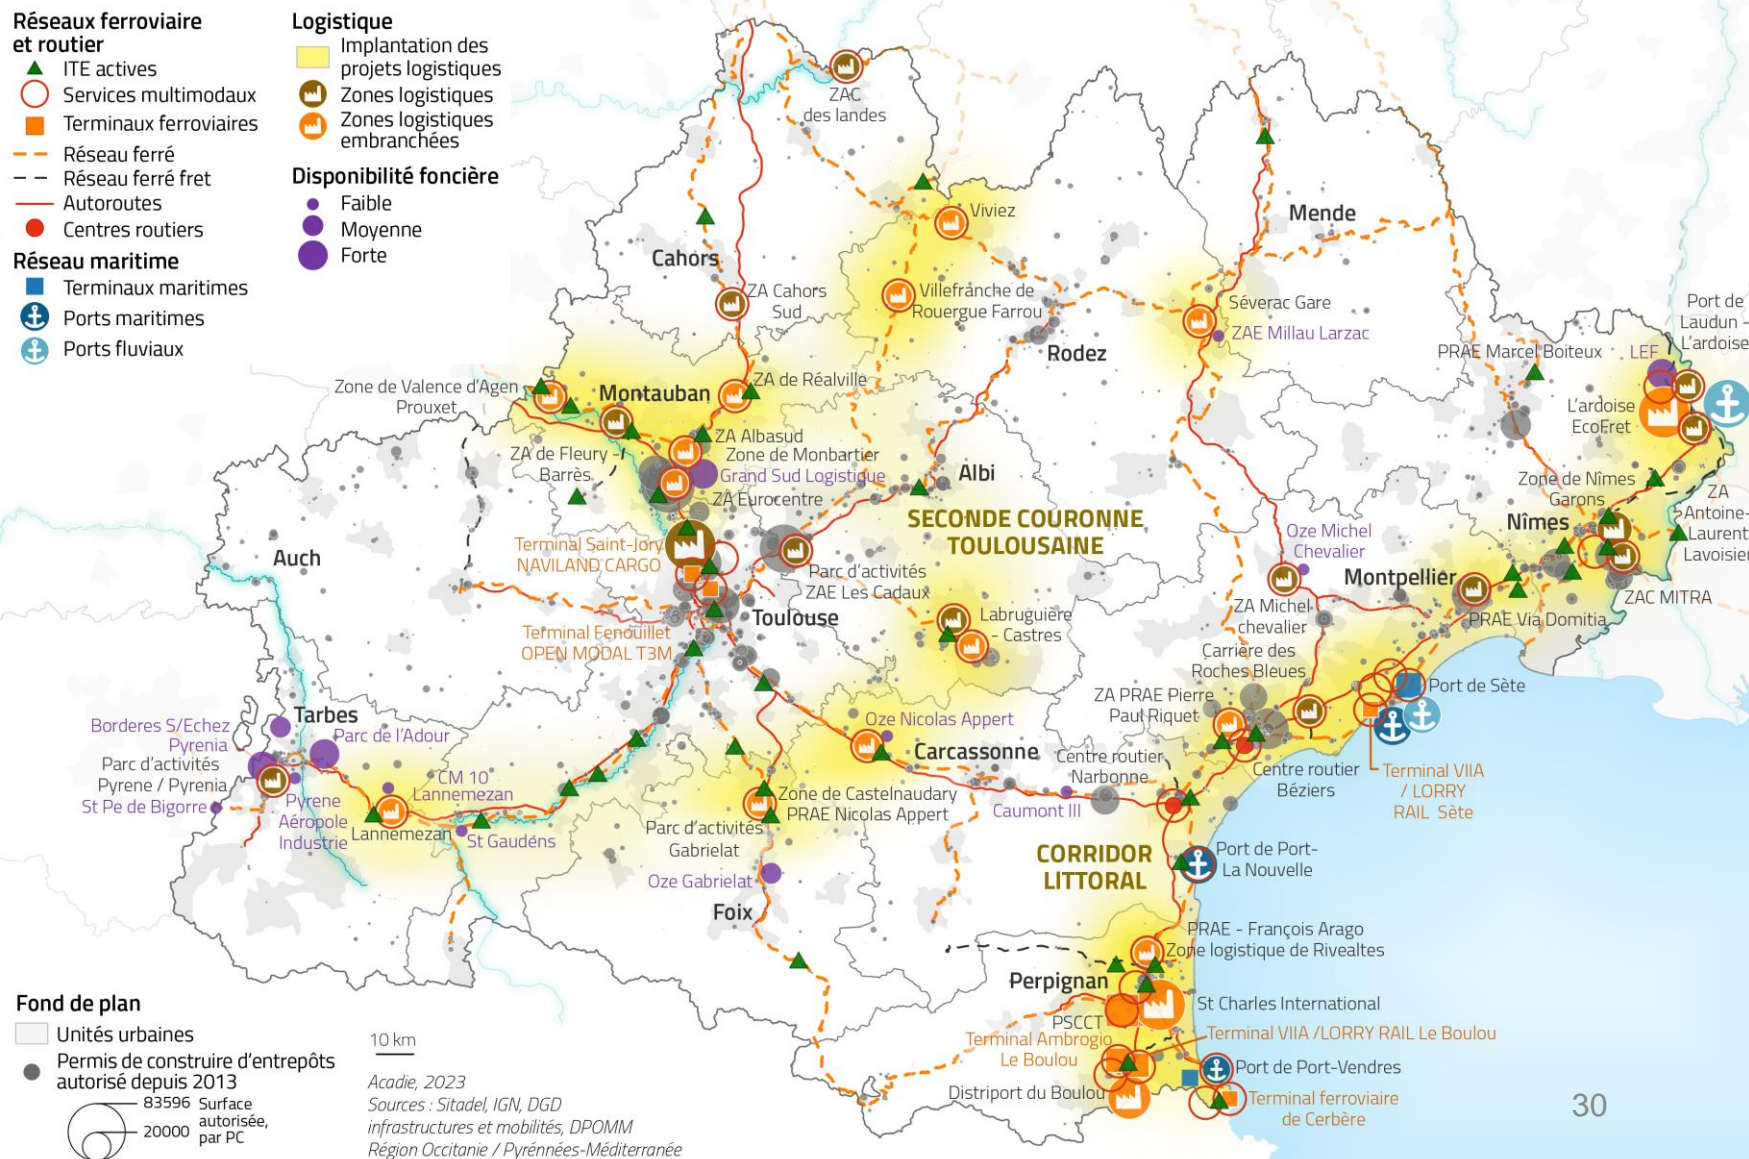 Réseaux ferroviaire
et routier
ITE actives
Services multimodaux
Terminaux ferroviaires
Réseau ferré
Réseau ferré fret
Autoroutes
Centres routiers
Réseau maritime
Terminaux maritimes
Ports maritimes
Ports fluviaux
Logistique
Implantation des
projets logistiques
Zones logistiques
Zones logistiques
embranchées
Disponibilité foncière
Faible
Moyenne
Forte
ZAC
des landes
Viviez
Mende
Cahors
ZA Cahors
Sud
Villefranche de
Rouergue Farrou
Séverac Gare
ZAE Millau Larzac
Rodez
Port de
Laudun -
L'ardoise
PRAE Marcel Boiteux
LEF
Zone de Valence d'Agen
Prouxet
Montauban
ZA de Réalville
L'ardoise
EcoFret
ZA Albasud
Zone de Monbartier
Grand Sud Logistique
ZA de Fleury -
Barrès
ZA Eurocentre
Albi
Zone de Nîmes
Garons
ZA
Antoine-
Laurent
Lavoisier
Nîmes
SECONDE COURONNE
TOULOUSAINE
Oze Michel
Chevalier
Auch
Terminal Saint-Jory
NAVILAND CARGO
Parc d'activités
ZAE Les Cadaux
Montpellier
ZAC MITRA
ZA Michel
chevalier
PRAE Via Domitia
Toulouse
Labruguière
- Castres
Terminal Fenouillet
OPEN MODAL T3M
Carrière des
Roches Bleues
Port de Sète
ZA PRAE Pierre
Paul Riquet
Borderes S/Echez
Pyrenia
Tarbes
Parc de l'Adour
Parc d'activités
Pyrene / Pyrenia
St Pe de Bigorre
Pyrene
Aéropole
Industrie
CM 10
Lannemezan
Lannemezan
St Gaudens
Oze Nicolas Appert
Carcassonne
Centre routier
Narbonne
Centre routier
Béziers
Terminal VIIA
/ LORRY
RAIL Sète
Zone de Castelnaudary
PRAE Nicolas Appert
Caumont III
Parc d'activités
Gabrielat
Oze Gabrielat
Foix
CORRIDOR
LITTORAL
Port de Port-
La Nouvelle
PRAE - François Arago
Zone logistique de Rivealtes
Perpignan
St Charles International
PSCCT
Terminal Ambrogio
Le Boulou
Terminal VIIA /LORRY RAIL Le Boulou
Port de Port-Vendres
Distriport du Boulou
Terminal ferroviaire
de Cerbère
Fond de plan
Unités urbaines
Permis de construire d'entrepôts
autorisé depuis 2013
83596
20000
Surface
autorisée,
par PC
10 km
Acadie, 2023
Sources : Sitadel, IGN, DGD
infrastructures et mobilités, DPOMM
Région Occitanie / Pyrénnées-Méditerranée
30